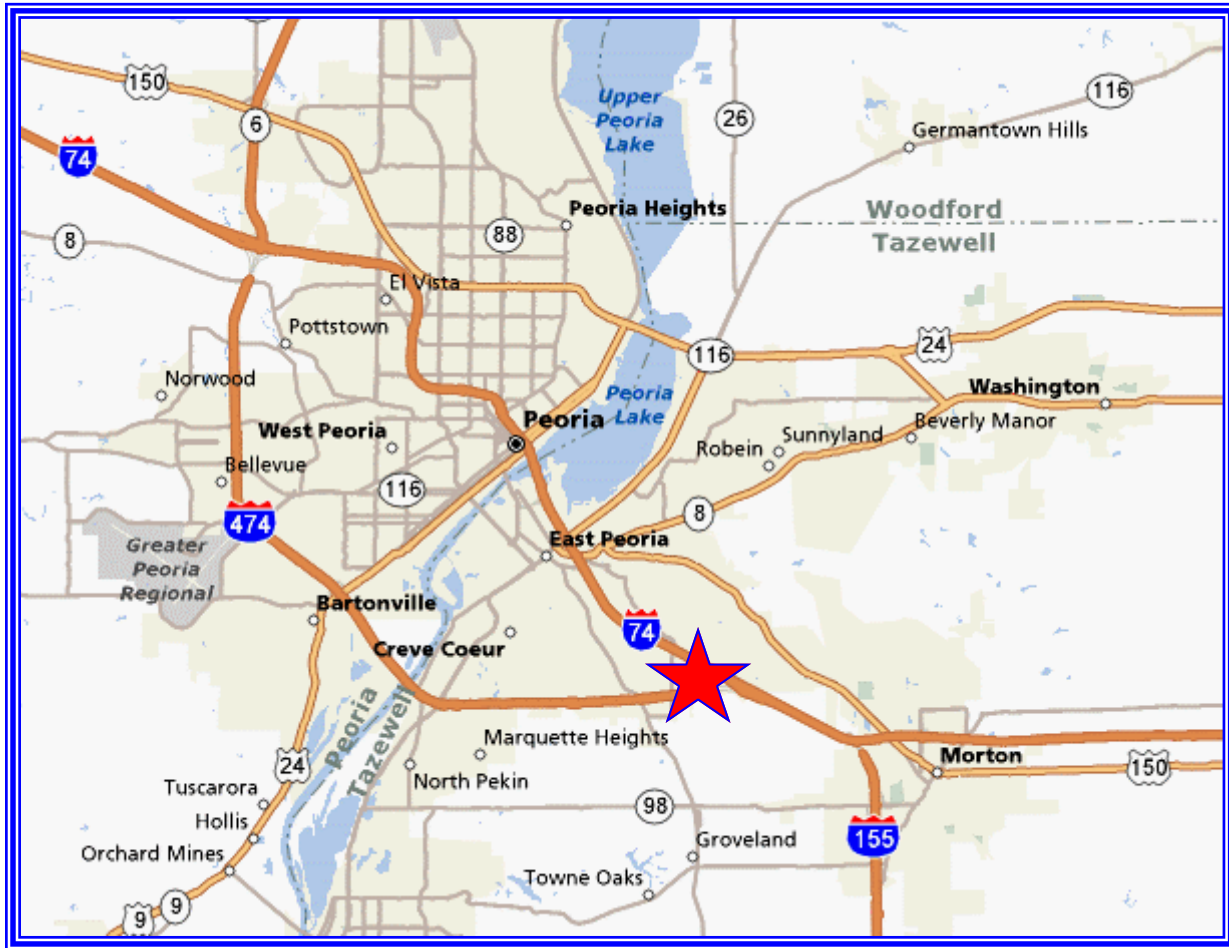 150
6
74
8
Upper
Peoria
Lake
26
116
Germantown Hills
Peoria Heights
Woodford
Tazewell
88
El Vista
Pottstown
116
24
Norwood
Peoria
Lake
Washington
Peoria
West Peoria
Robein
Sunnyland
Beverly Manor
Bellevue
116
474
8
Greater
Peoria
Regional
East Peoria
Bartonville
74
Creve Coeur
Peoria
Tazewell
Marquette Heights
Morton
24
North Pekin
150
Tuscarora
98
Hollis
155
Orchard Mines
Groveland
Towne Oaks
9
9